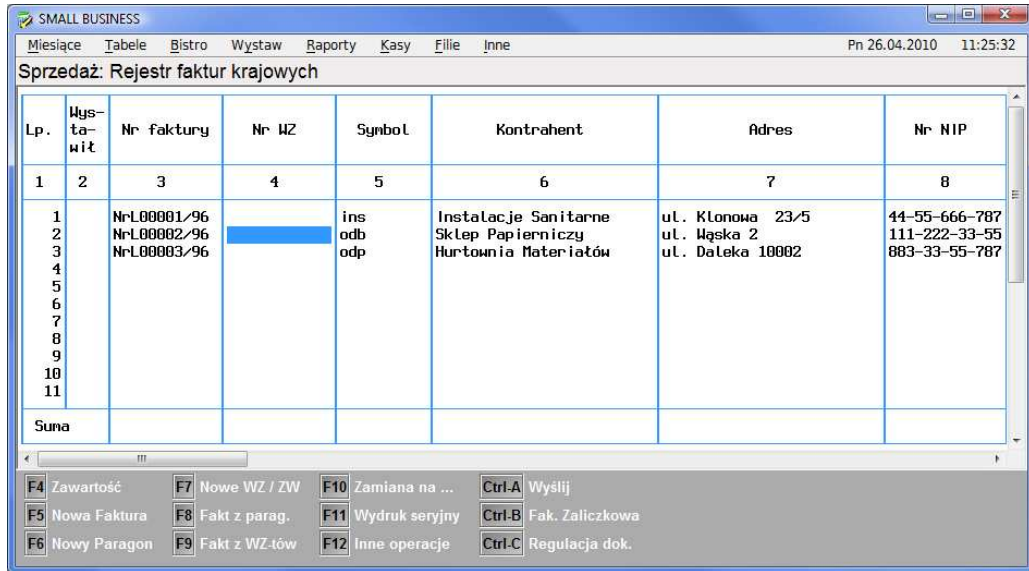 SMALL BUSINESS
Miesiące Tabele Bistro Wystaw Raporty Kasy Filie Inne Pn 26.04.2010 11:25:32
Sprzedaż: Rejestr faktur krajowych
Lp. Wys-ta-wił Nr faktury Nr WZ Symbol Kontrahent Adres Nr NIP
1 2 3 4 5 6 7 8
1 NrL00001/96 ins Instalacje Sanitarne ul. Klonowa 23/5 44-55-666-787
2 NrL00002/96 odb Sklep Papierniczy ul. Wąska 2 111-222-33-55
3 NrL00003/96 odp Hurtownia Materiałów ul. Daleka 10002 883-33-55-787
4
5
6
7
8
9
10
11
Suma
F4 Zawartość F7 Nowe WZ / ZW F10 Zamiana na ... Ctrl-A Wyślij
F5 Nowa Faktura F8 Fakt z parag. F11 Wydruk seryjny Ctrl-B Fak. Zaliczkowa
F6 Nowy Paragon F9 Fakt z WZ-tów F12 Inne operacje Ctrl-C Regulacja dok.